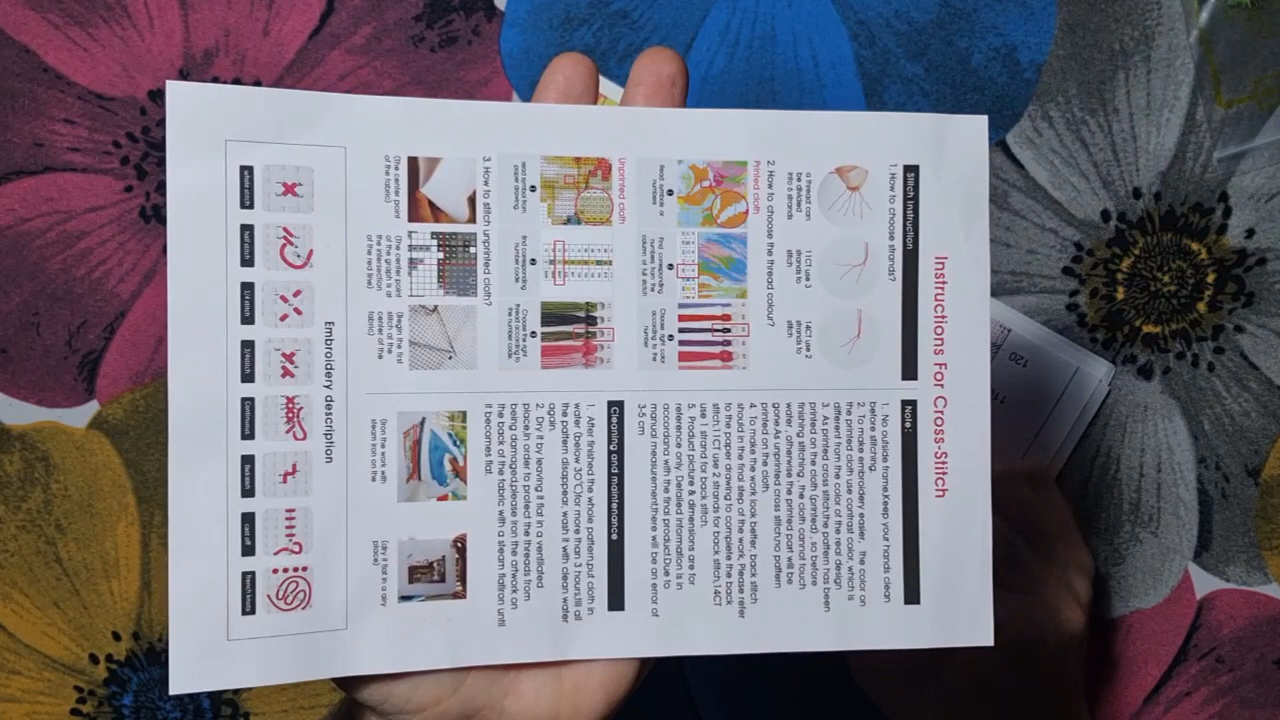 Instructions For Cross-Stitch
Stitch Instruction
1. How to choose strands?
a thread can
be divided
into 6 strands
11CT use 3
strands to
stitch
14CT use 2
strands to
stitch
2. How to choose the thread colour?
Printed cloth
1
Read symbols or
numbers
2
Find corresponding
numbers from the
column of full stitch
3
Choose right color
according to the
number
Unprinted cloth
1
read symbol from
paper drawing.
2
find corresponding
number code.
3
Choose the right
thread according to
the number code
3. How to stitch unprinted cloth?
(The center point
of the fabric)
(The center point
of the graph is at
the intersection
of the red line)
(Begin the first
stitch at the
center of the
fabric)
Note:
1. No outside frame.Keep your hands clean
before stitching.
2. To make embroidery easier, the color on
the printed cloth use contrast color, which is
different from the color of the real design
3. As printed cross stitch,the pattern has been
printed on the cloth (printed) , so before
finishing stitching , the cloth cannot touch
water , otherwise the printed part will be
gone.As unprinted cross stitch,no pattern
printed on the cloth.
4. To make the work look better, back stitch
should in the final step of the work, Please refer
to the paper drawing to complete the back
stitch.11CT use 2 strands for back stitch,14CT
use 1 strand for back stitch.
5. Product picture & dimensions are for
reference only. Detailed information is in
accordana with the final product.Due to
manual measurement,there will be an error of
3-5 cm
Cleaning and maintenance
1. After finished the whole pattern,put cloth in
water (below 30℃)for more than 3 hours,till all
the pattern disappear, wash it with clean water
again.
2. Dry it by leaving it flat in a ventilated
place.In order to protect the threads from
being damaged,please iron the artwork on
the back of the fabric with a steam flatiron until
it becomes flat.
(Iron the work with
steam iron on the
(dry it flat in a airy
place)
Embroidery description
whole stitch
half stitch
1/4 stitch
3/4stitch
Continuous
Back stitch
cast off
french knots
120